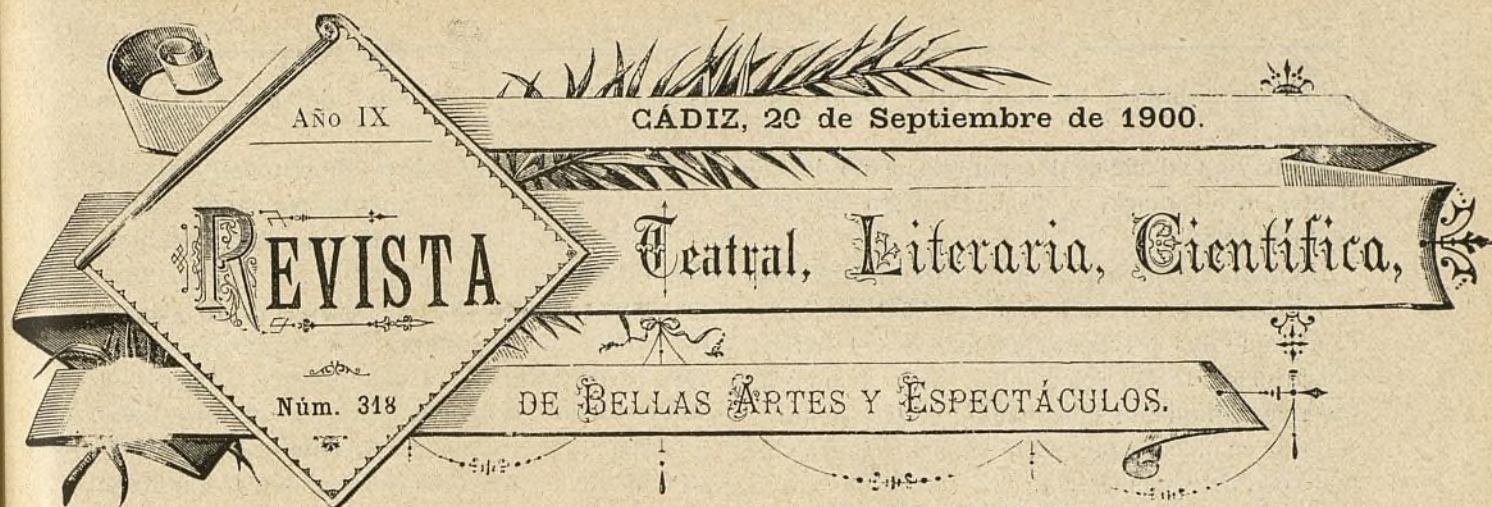 Año IX
CÁDIZ, 20 de Septiembre de 1900.
REVISTA
Teatral, Literaria, Científica,
Núm. 318
DE BELLAS ARTES Y ESPECTÁCULOS.